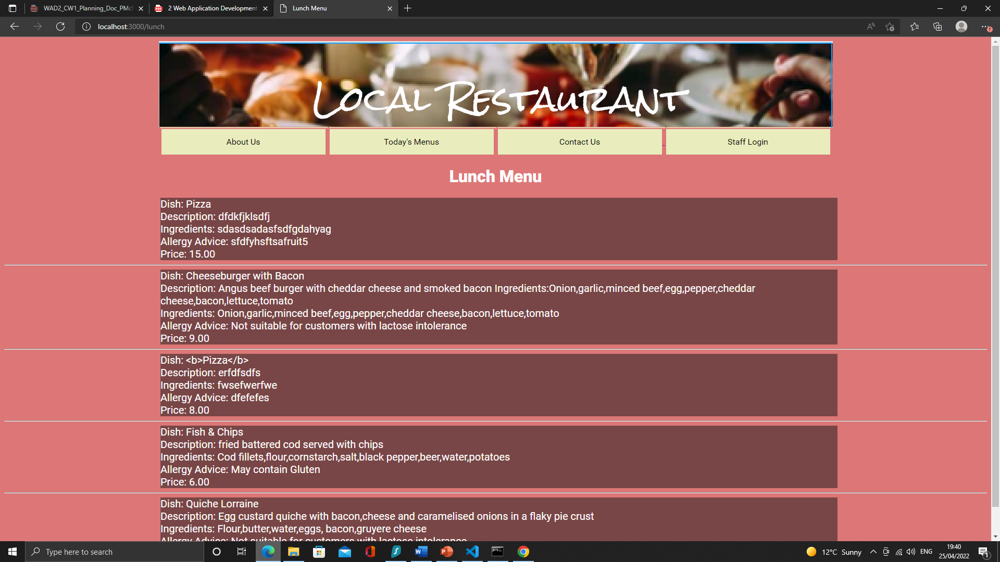 WAD2_CW1_Planning_Doc_PMc
2 Web Application Development
Lunch Menu
localhost:3000/lunch
Local Restaurant
About Us
Today's Menus
Contact Us
Staff Login
Lunch Menu
Dish: Pizza
Description: dfdkfjklsdfj
Ingredients: sdasdsadasfsdfgdahyag
Allergy Advice: sfdfyhsftsafruit5
Price: 15.00
Dish: Cheeseburger with Bacon
Description: Angus beef burger with cheddar cheese and smoked bacon Ingredients:Onion,garlic,minced beef,egg,pepper,cheddar
cheese,bacon,lettuce,tomato
Ingredients: Onion,garlic,minced beef,egg,pepper,cheddar cheese,bacon,lettuce,tomato
Allergy Advice: Not suitable for customers with lactose intolerance
Price: 9.00
Dish: <b>Pizza</b>
Description: erfdfsdfs
Ingredients: fwsefwerfwe
Allergy Advice: dfefefes
Price: 8.00
Dish: Fish & Chips
Description: fried battered cod served with chips
Ingredients: Cod fillets,flour,cornstarch,salt,black pepper,beer,water,potatoes
Allergy Advice: May contain Gluten
Price: 6.00
Dish: Quiche Lorraine
Description: Egg custard quiche with bacon,cheese and caramelised onions in a flaky pie crust
Ingredients: Flour,butter,water,eggs, bacon,gruyere cheese
Allergy Advice: Not suitable for customers with lactose intolerance
Type here to search
12°C Sunny
ENG
19:40
25/04/2022
1